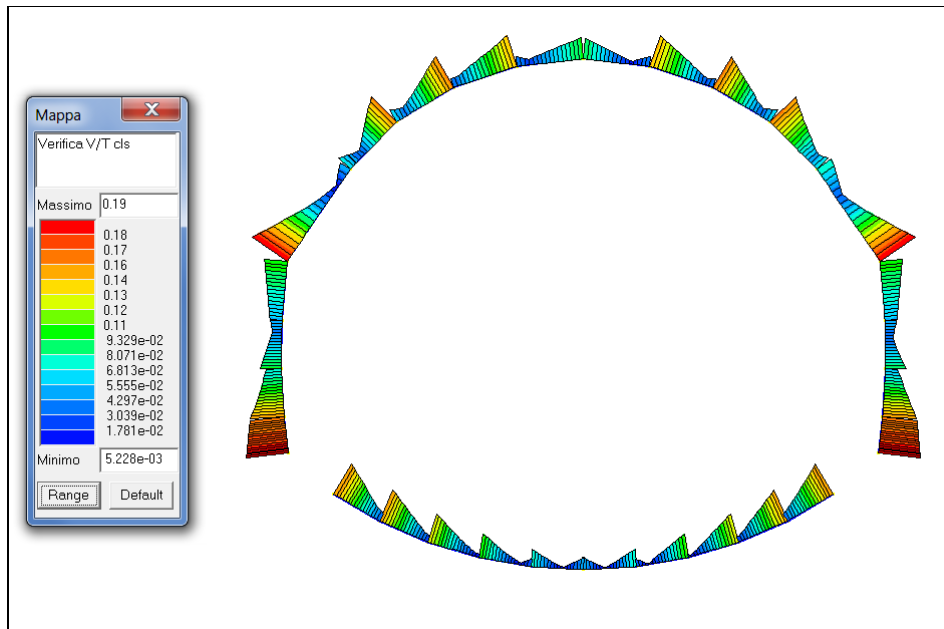 Mappa
Verifica V/T cls
Massimo 0.19
0.18
0.17
0.16
0.14
0.13
0.12
0.11
9.329e-02
8.071e-02
6.813e-02
5.555e-02
4.297e-02
3.039e-02
1.781e-02
Minimo 5.228e-03
Range Default